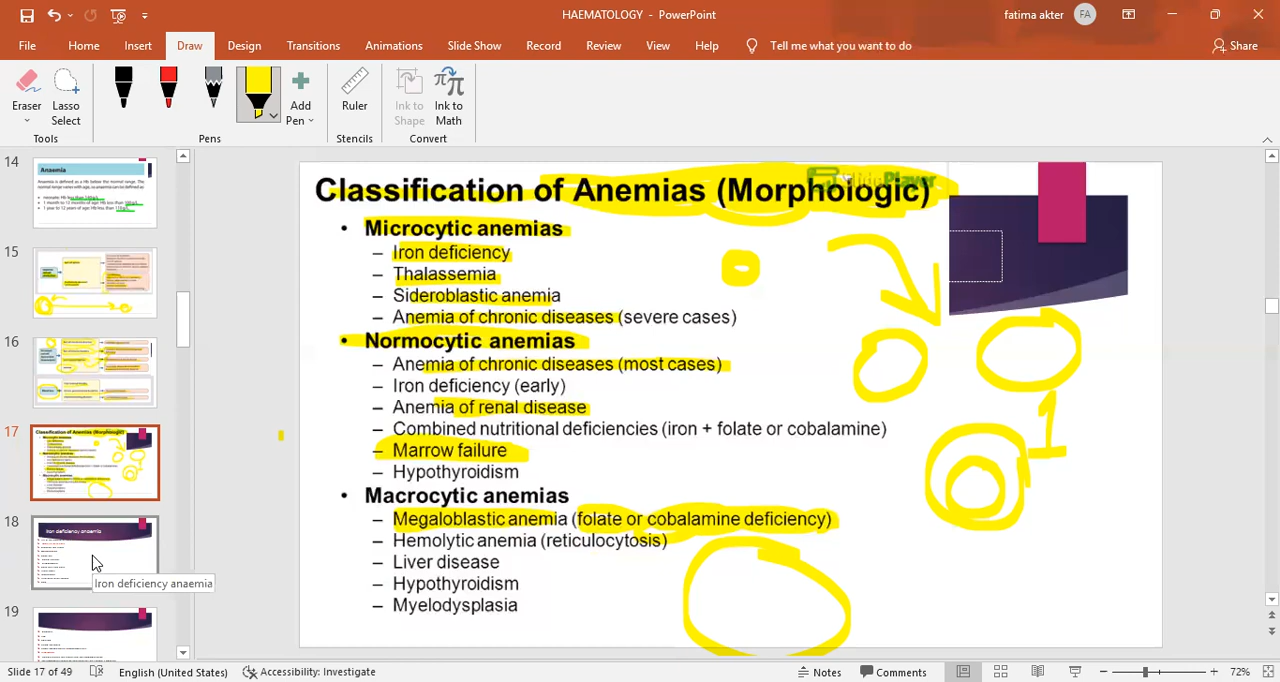 HAEMATOLOGY - PowerPoint
fatima akter
FA
File Home Insert Draw Design Transitions Animations Slide Show Record Review View Help Tell me what you want to do Share
Eraser
Lasso Select
Add Pen
Ruler
Ink to Shape
Ink to Math
Tools
Pens
Stencils
Convert
14
Anaemia
15
16
17
18
Iron deficiency anaemia
Iron deficiency anaemia
19
SlidePlayer
Classification of Anemias (Morphologic)
• Microcytic anemias
– Iron deficiency
– Thalassemia
– Sideroblastic anemia
– Anemia of chronic diseases (severe cases)
• Normocytic anemias
– Anemia of chronic diseases (most cases)
– Iron deficiency (early)
– Anemia of renal disease
– Combined nutritional deficiencies (iron + folate or cobalamine)
– Marrow failure
– Hypothyroidism
• Macrocytic anemias
– Megaloblastic anemia (folate or cobalamine deficiency)
– Hemolytic anemia (reticulocytosis)
– Liver disease
– Hypothyroidism
– Myelodysplasia
Slide 17 of 49
English (United States)
Accessibility: Investigate
Notes
Comments
72%